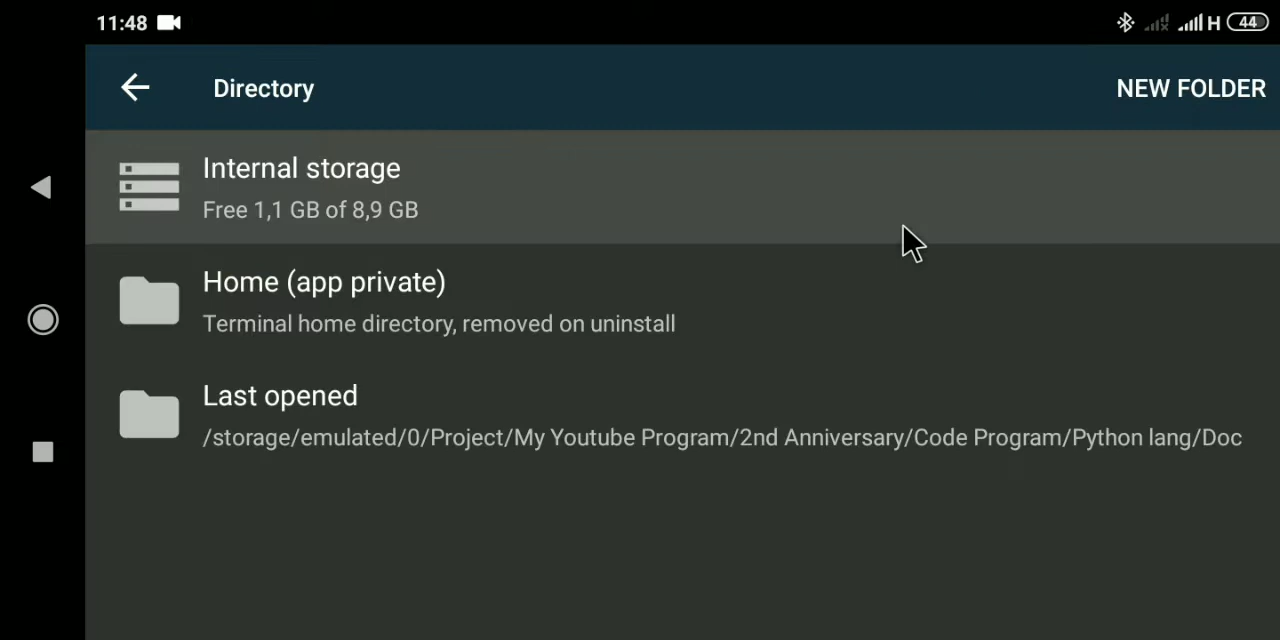 11:48
H 44
Directory
NEW FOLDER
Internal storage
Free 1,1 GB of 8,9 GB
Home (app private)
Terminal home directory, removed on uninstall
Last opened
/storage/emulated/0/Project/My Youtube Program/2nd Anniversary/Code Program/Python lang/Doc